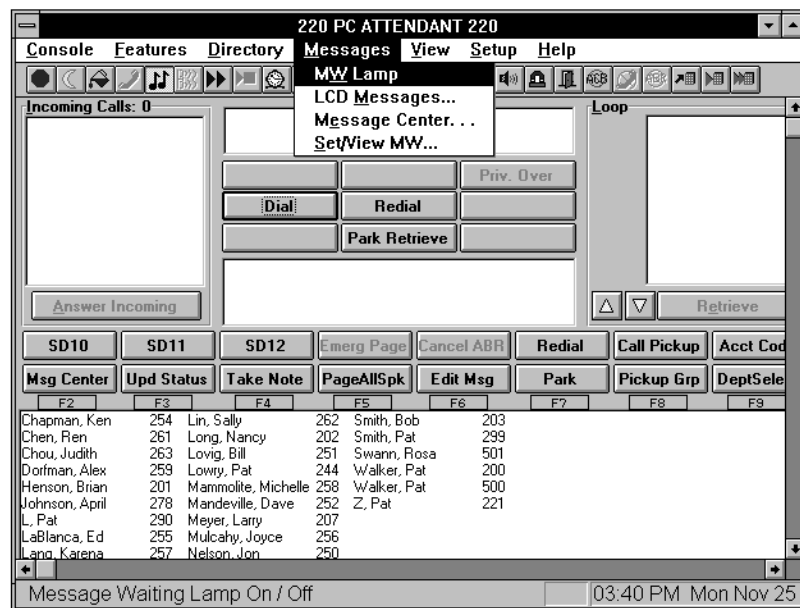 220 PC ATTENDANT 220
Console Features Directory Messages View Setup Help
MW Lamp
LCD Messages...
Message Center. . .
Set/View MW...
ACB
Incoming Calls: 0
Loop
Priv. Over
Dial Redial
Park Retrieve
Answer Incoming
Retrieve
SD10 SD11 SD12 Emerg Page Cancel ABR Redial Call Pickup Acct Cod
Msg Center Upd Status Take Note PageAllSpk Edit Msg Park Pickup Grp DeptSele
F2 F3 F4 F5 F6 F7 F8 F9
Chapman, Ken 254 Lin, Sally 262 Smith, Bob 203
Chen, Ren 261 Long, Nancy 202 Smith, Pat 299
Chou, Judith 263 Lovig, Bill 251 Swann, Rosa 501
Dorfman, Alex 259 Lowry, Pat 244 Walker, Pat 200
Henson, Brian 201 Mammolite, Michelle 258 Walker, Pat 500
Johnson, April 278 Mandeville, Dave 252 Z, Pat 221
L, Pat 290 Meyer, Larry 207
LaBlanca, Ed 255 Mulcahy, Joyce 256
Lang, Karena 257 Nelson, Jon 250
Message Waiting Lamp On / Off
03:40 PM Mon Nov 25